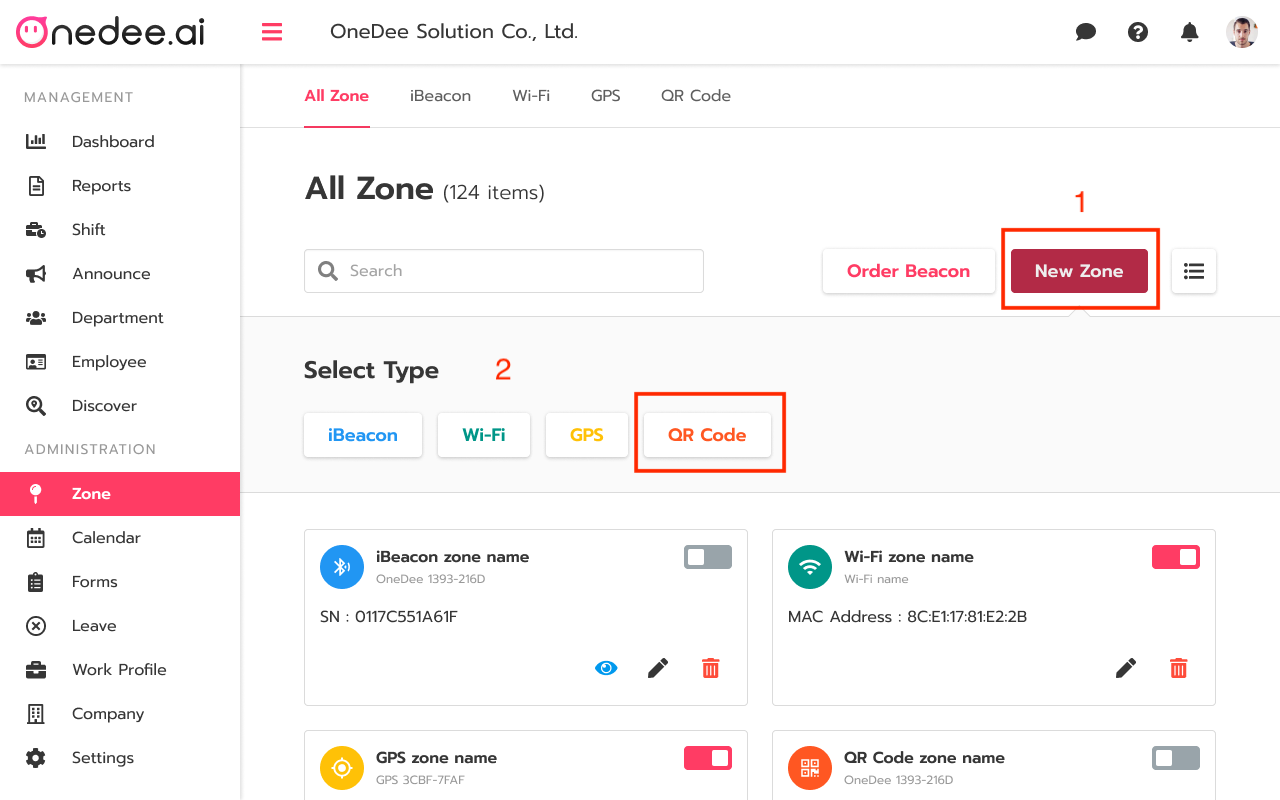 Onedee.ai
OneDee Solution Co., Ltd.
MANAGEMENT
Dashboard
Reports
Shift
Announce
Department
Employee
Discover
ADMINISTRATION
Zone
Calendar
Forms
Leave
Work Profile
Company
Settings
All Zone iBeacon Wi-Fi GPS QR Code
All Zone (124 items)
1
Search Order Beacon New Zone
Select Type 2
iBeacon Wi-Fi GPS QR Code
iBeacon zone name
OneDee 1393-216D
SN : 0117C551A61F
Wi-Fi zone name
Wi-Fi name
MAC Address : 8C:E1:17:81:E2:2B
GPS zone name
GPS 3CBF-7FAF
QR Code zone name
OneDee 1393-216D